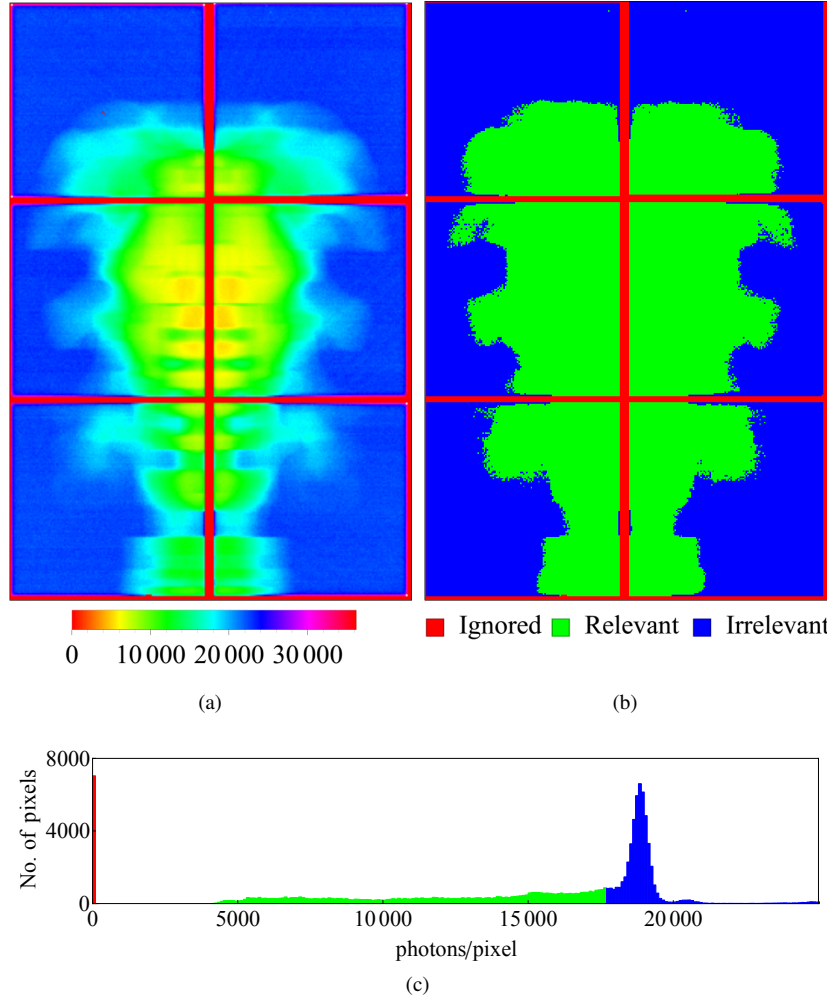 0 10 000 20 000 30 000
Ignored Relevant Irrelevant
(a) (b)
8000
4000
0
No. of pixels
0 5000 10 000 15 000 20 000
photons/pixel
(c)